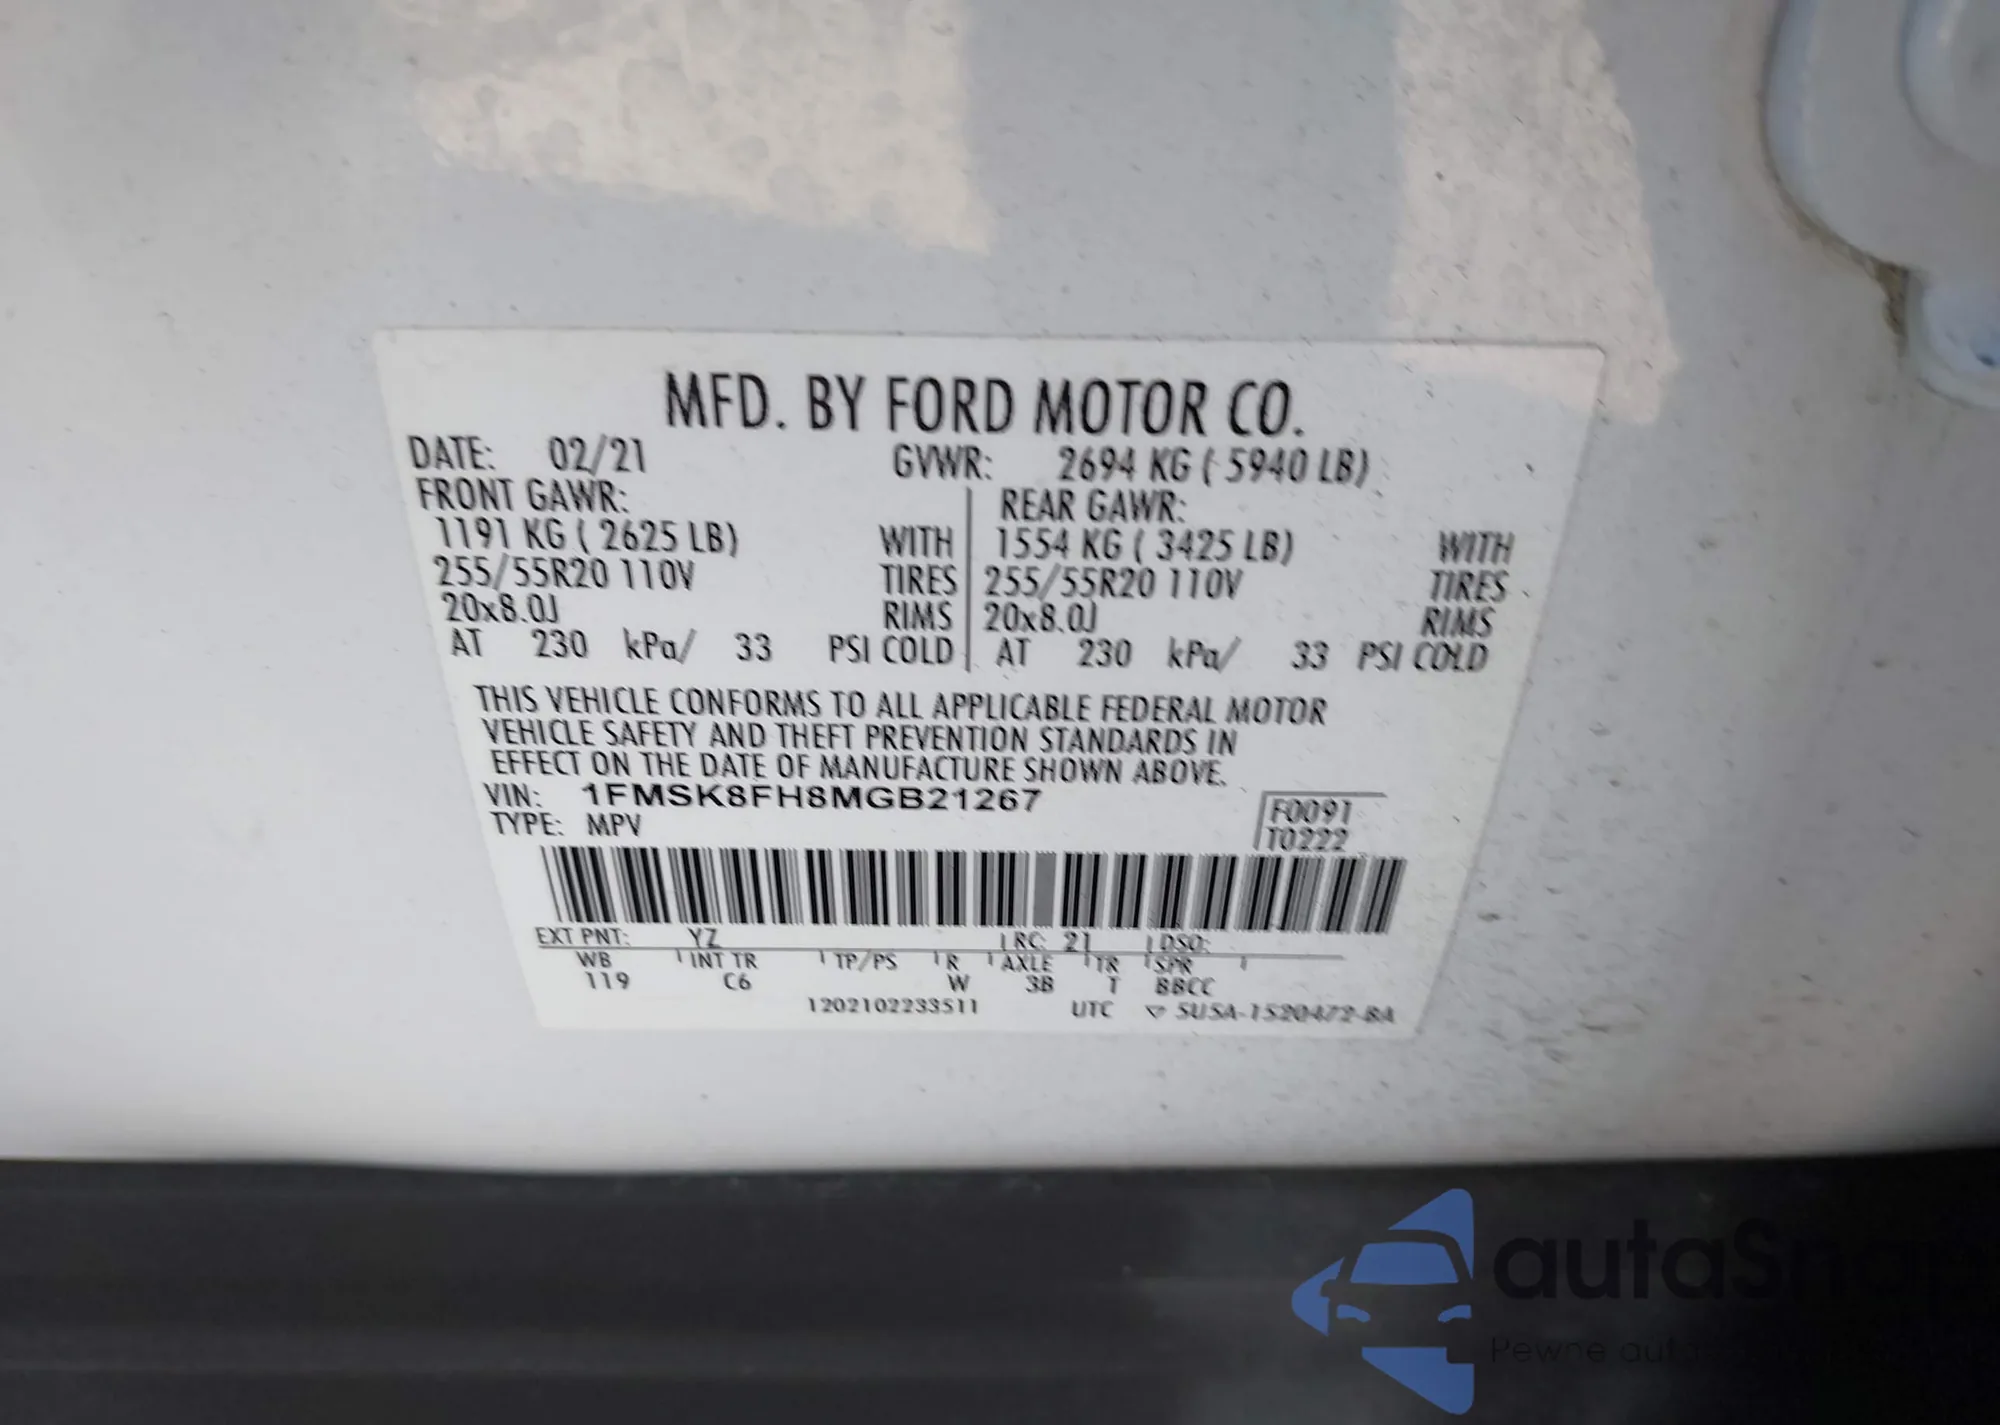 MFD. BY FORD MOTOR CO.
DATE: 02/21 GVWR: 2694 KG ( 5940 LB)
FRONT GAWR: REAR GAWR:
1191 KG ( 2625 LB) WITH 1554 KG ( 3425 LB) WITH
255/55R20 110V TIRES 255/55R20 110V TIRES
20x8.0J RIMS 20x8.0J RIMS
AT 230 kPa/ 33 PSI COLD AT 230 kPa/ 33 PSI COLD
THIS VEHICLE CONFORMS TO ALL APPLICABLE FEDERAL MOTOR
VEHICLE SAFETY AND THEFT PREVENTION STANDARDS IN
EFFECT ON THE DATE OF MANUFACTURE SHOWN ABOVE.
VIN: 1FMSK8FH8MGB21267
TYPE: MPV
F0091
T0222
EXT PNT: YZ RC: 21 DSO:
WB INT TR TP/PS R AXLE TR SPR
119 C6 W 3B T BBCC
1202102233511 UTC ▽ 5U5A-1520472-BA
Pewne